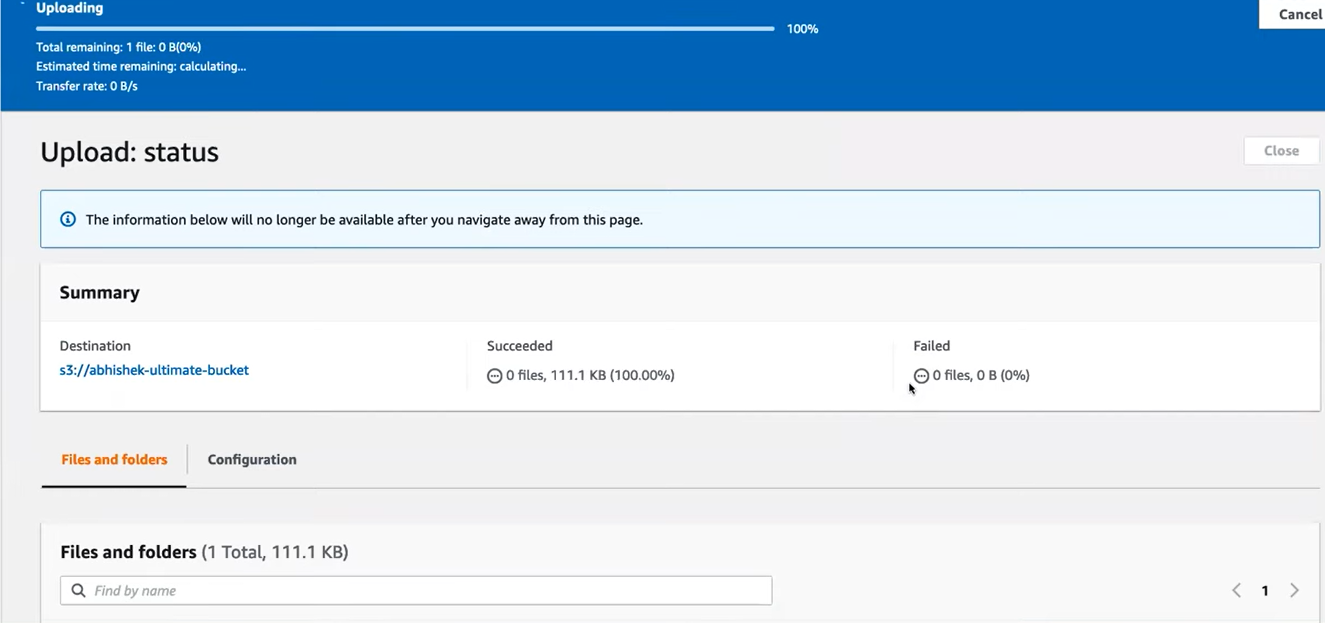 Uploading
Cancel
100%
Total remaining: 1 file: 0 B(0%)
Estimated time remaining: calculating...
Transfer rate: 0 B/s
Upload: status
Close
The information below will no longer be available after you navigate away from this page.
Summary
Destination
s3://abhishek-ultimate-bucket
Succeeded
0 files, 111.1 KB (100.00%)
Failed
0 files, 0 B (0%)
Files and folders
Configuration
Files and folders (1 Total, 111.1 KB)
Find by name
1